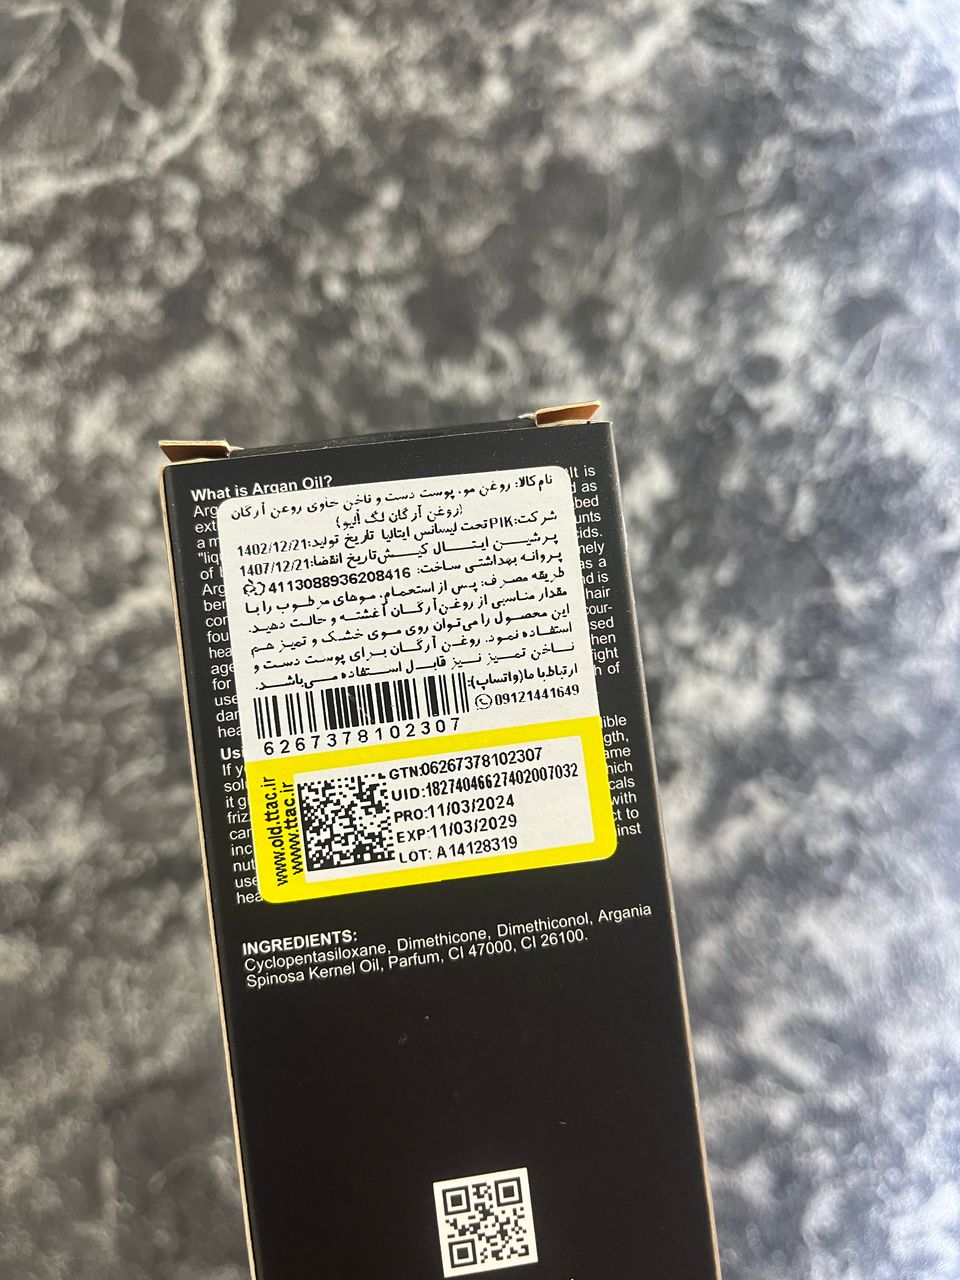 What is Argan Oil?
نام کالا: روغن مو، پوست دست و ناخن حاوی روغن آرگان
(روغن آرگان لگ الیو)
شرکت:PIK تحت لیسانس ایتالیا تاریخ تولید:1402/12/21
پرشین ایتال کیش تاریخ انقضا:1407/12/21
پروانه بهداشتی ساخت: 4113088936208416
طریقه مصرف: پس از استحمام، موهای مرطوب را با
مقدار مناسبی از روغن آرگان آغشته و حالت دهید.
این محصول را می‌توان روی موی خشک و تمیز هم
استفاده نمود. روغن آرگان برای پوست دست و
ناخن تمیز نیز قابل استفاده می‌باشد.
ارتباط با ما(واتساپ):
09121441649
6267378102307
www.old.ttac.ir
www.ttac.ir
GTN:06267378102307
UID:18274046627402007032
PRO:11/03/2024
EXP:11/03/2029
LOT: A14128319
INGREDIENTS:
Cyclopentasiloxane, Dimethicone, Dimethiconol, Argania
Spinosa Kernel Oil, Parfum, CI 47000, CI 26100.